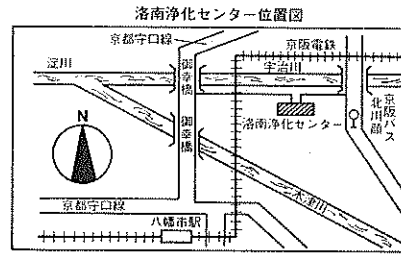 洛南浄化センター位置図
京都守口線
京阪電鉄
淀川
御幸橋
宇治川
京阪バス
北川顔
洛南浄化センター
N
御幸橋
木津川
京都守口線
八幡市駅